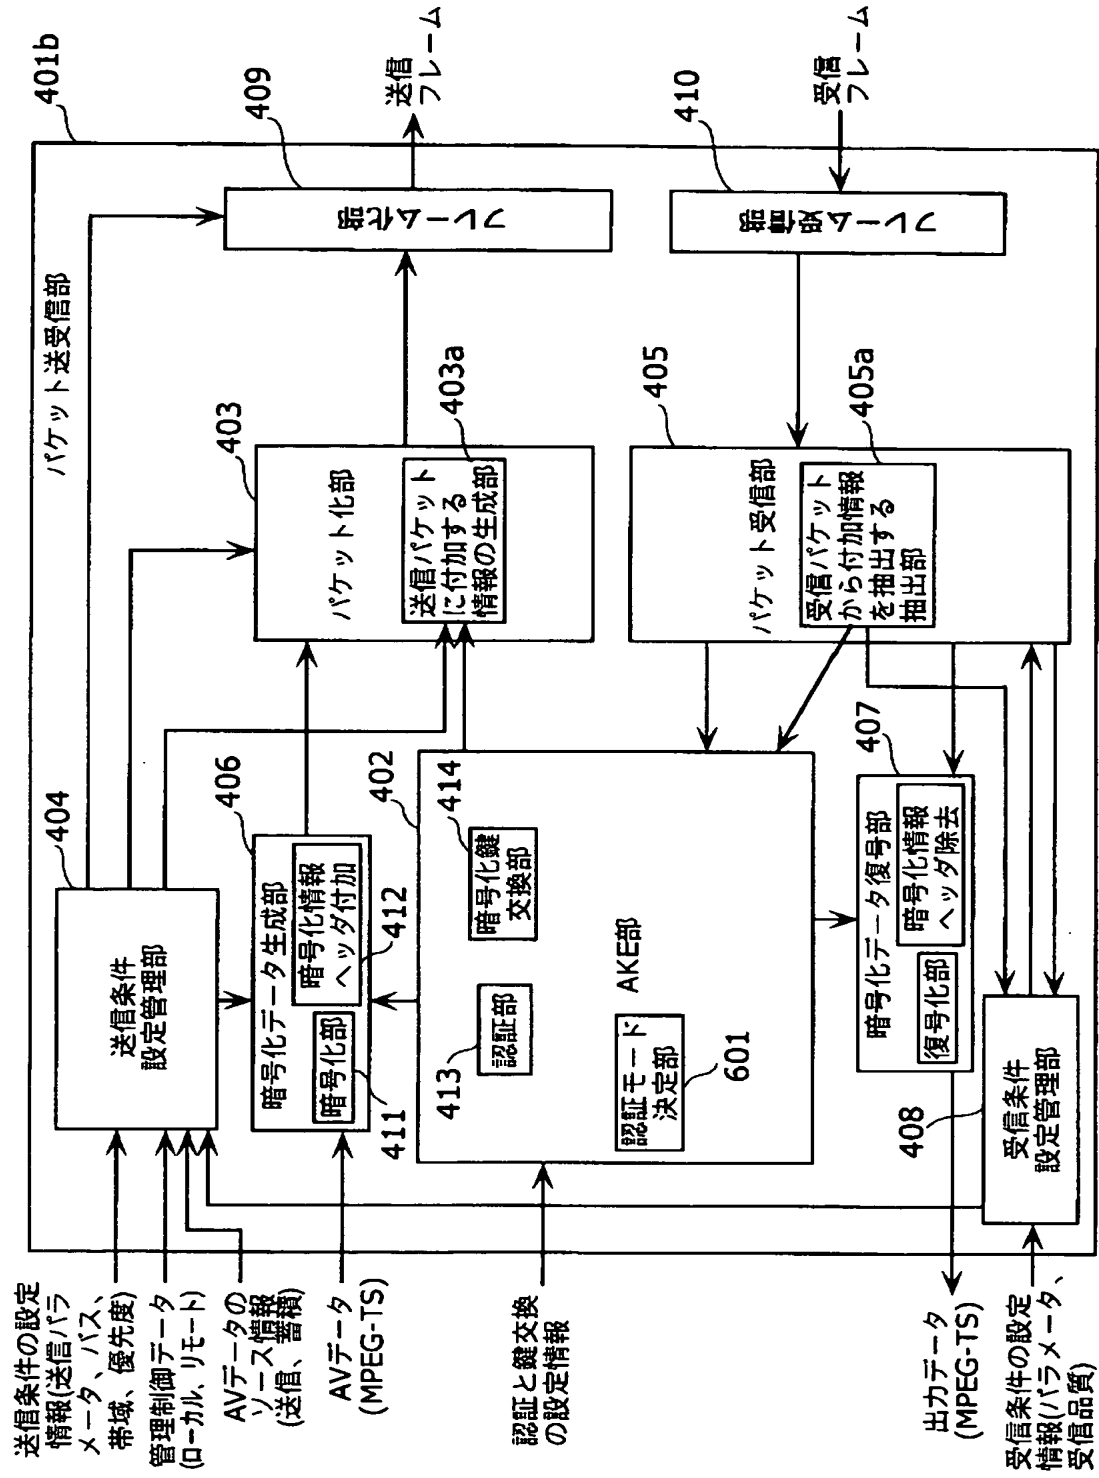 401b
パケット送受信部
送信条件の設定
情報(送信パラ
メータ、パス、
帯域、優先度)
管理制御データ
(ローカル、リモート)
AVデータの
ソース情報
(送信、蓄積)
AVデータ
(MPEG-TS)
認証と鍵交換
の設定情報
出力データ
(MPEG-TS)
受信条件の設定
情報(パラメータ、
受信品質)
404
送信条件
設定管理部
406
暗号化データ生成部
暗号化部
411
暗号化情報
ヘッダ付加
412
402
AKE部
413
認証部
414
暗号化鍵
交換部
認証モード
決定部
601
407
暗号化データ復号部
復号化部
暗号化情報
ヘッダ除去
408
受信条件
設定管理部
403
パケット化部
403a
送信パケット
に付加する
情報の生成部
405
パケット受信部
405a
受信パケット
から付加情報
を抽出する
抽出部
409
フレーム化部
送信
フレーム
410
フレーム受信部
受信
フレーム